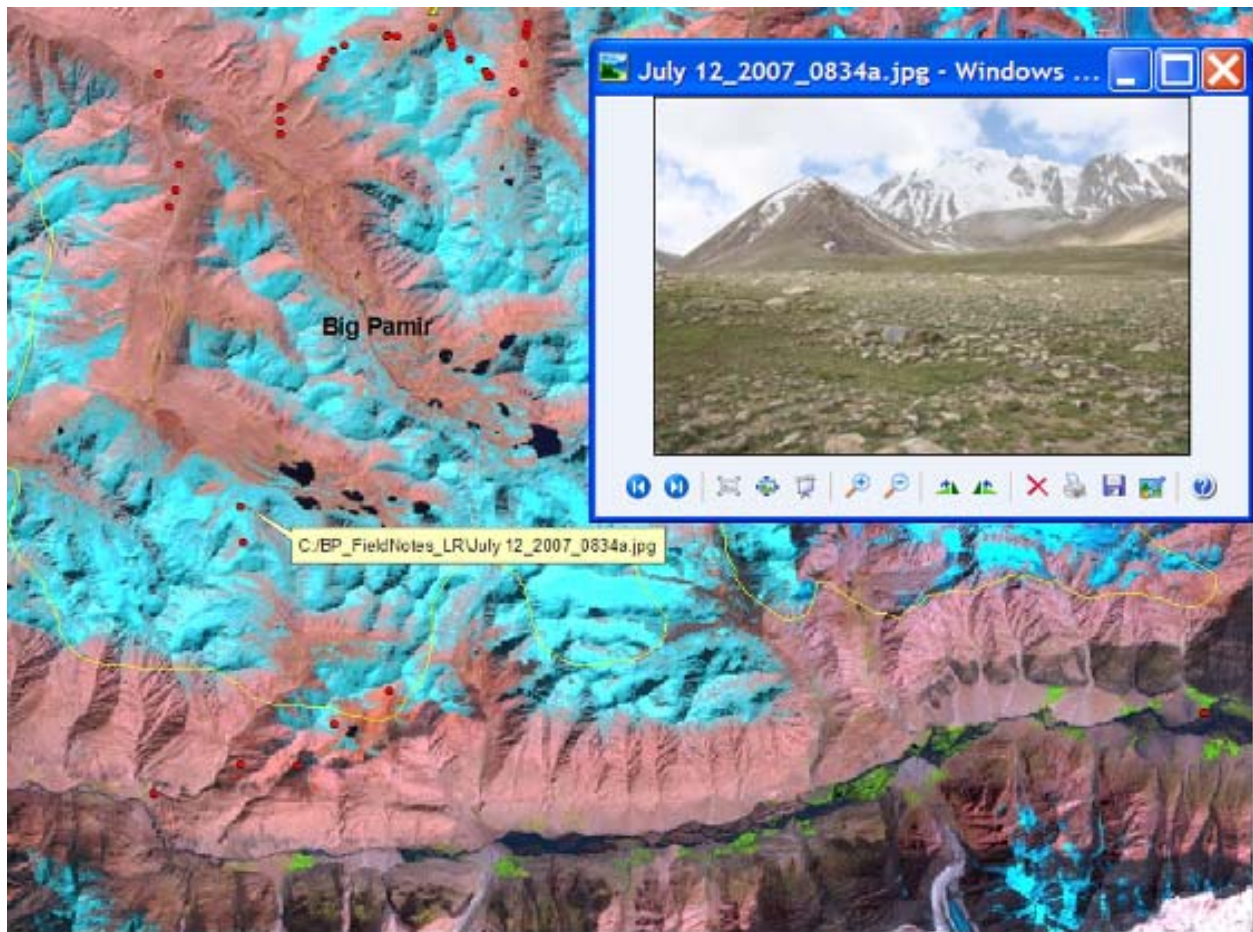 July 12_2007_0834a.jpg - Windows ...
Big Pamir
C:/BP_FieldNotes_LR\July 12_2007_0834a.jpg